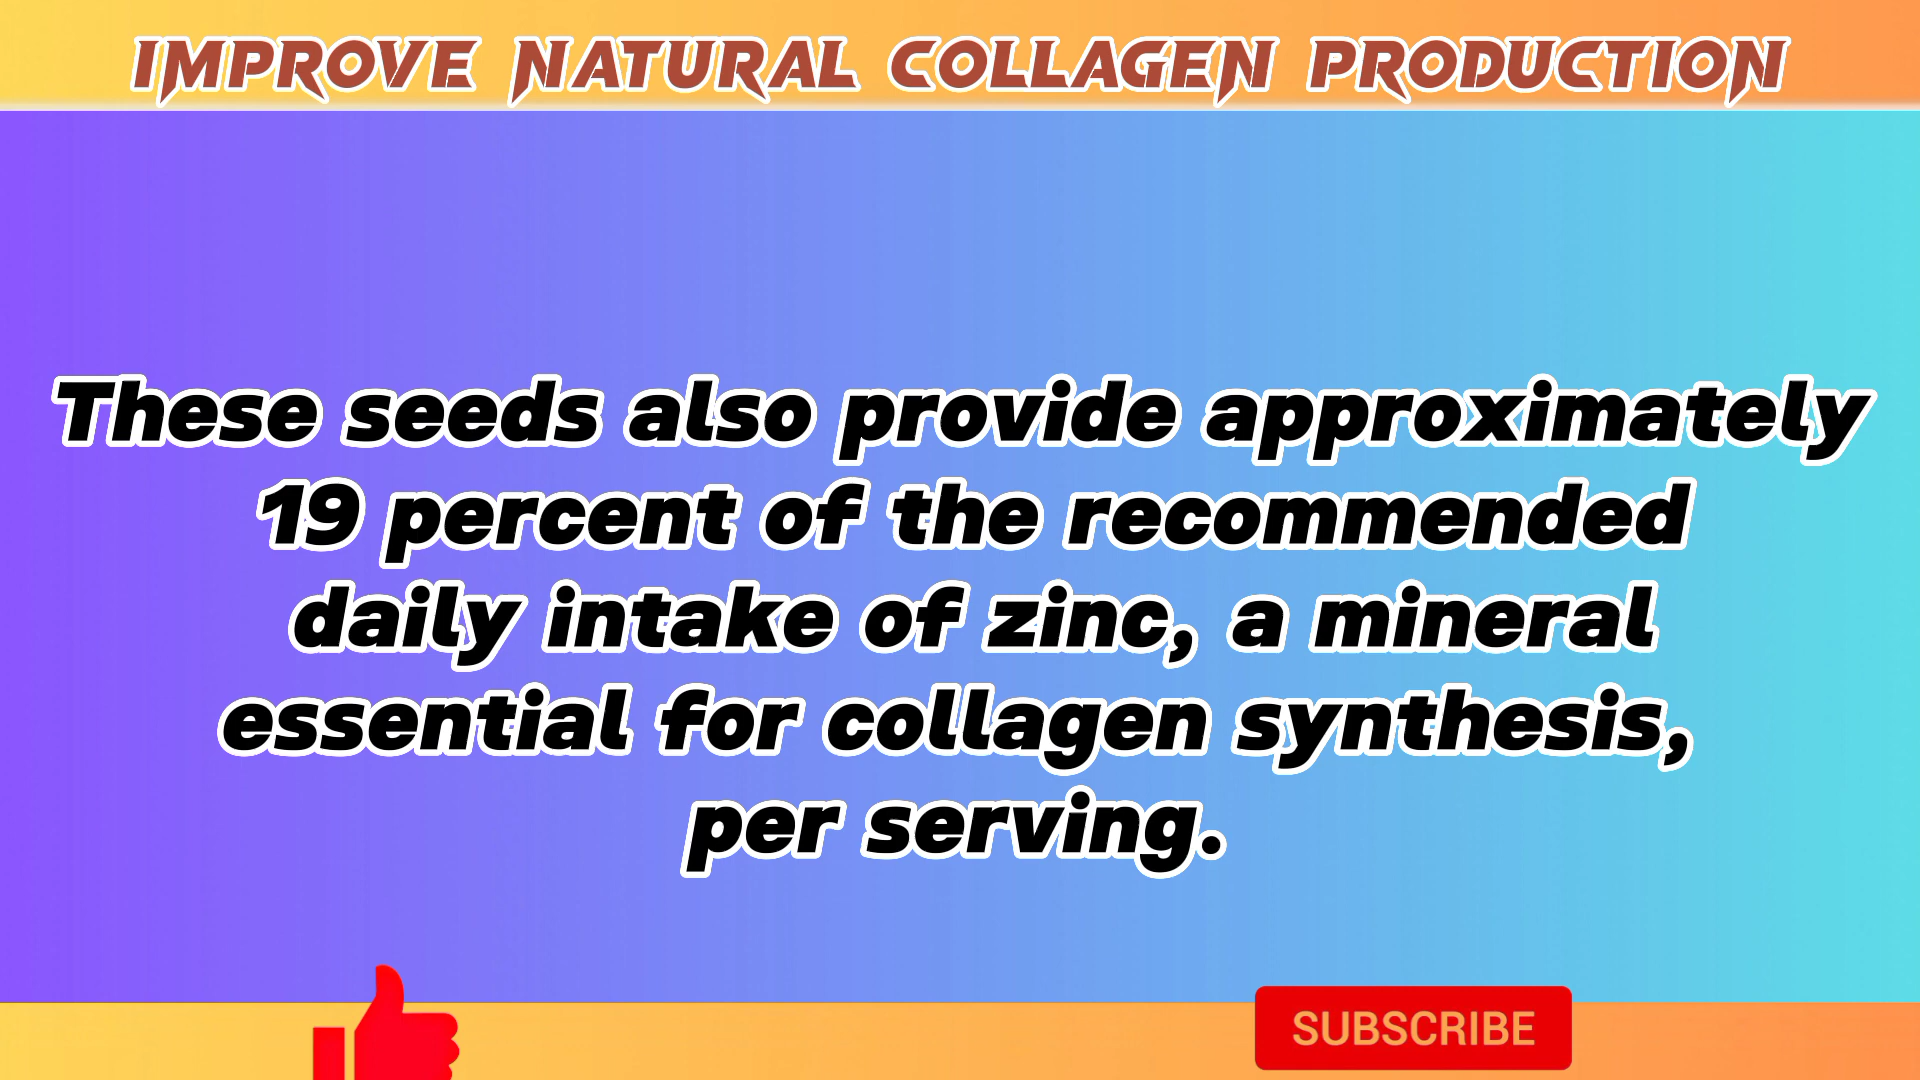 IMPROVE NATURAL COLLAGEN PRODUCTION
These seeds also provide approximately
19 percent of the recommended
daily intake of zinc, a mineral
essential for collagen synthesis,
per serving.
SUBSCRIBE